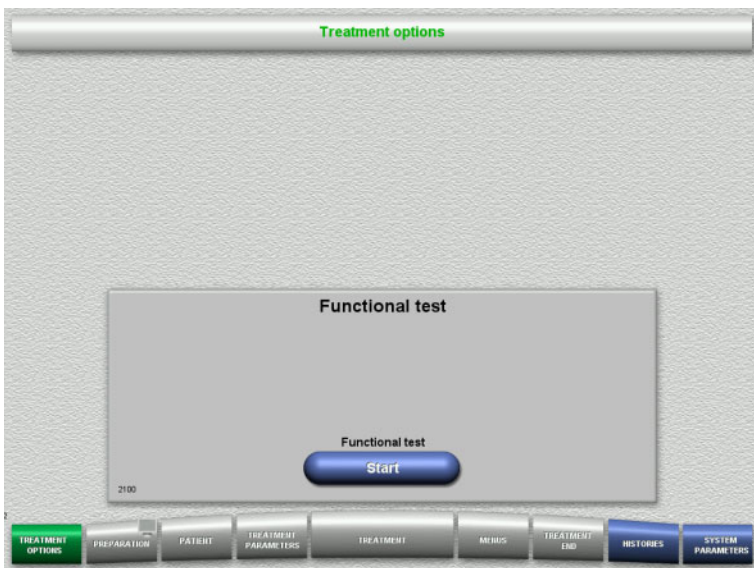 Treatment options
Functional test
Functional test
Start
2100
TREATMENT
OPTIONS
PREPARATION
PATIENT
TREATMENT
PARAMETERS
TREATMENT
MENUS
TREATMENT
END
HISTORIES
SYSTEM
PARAMETERS